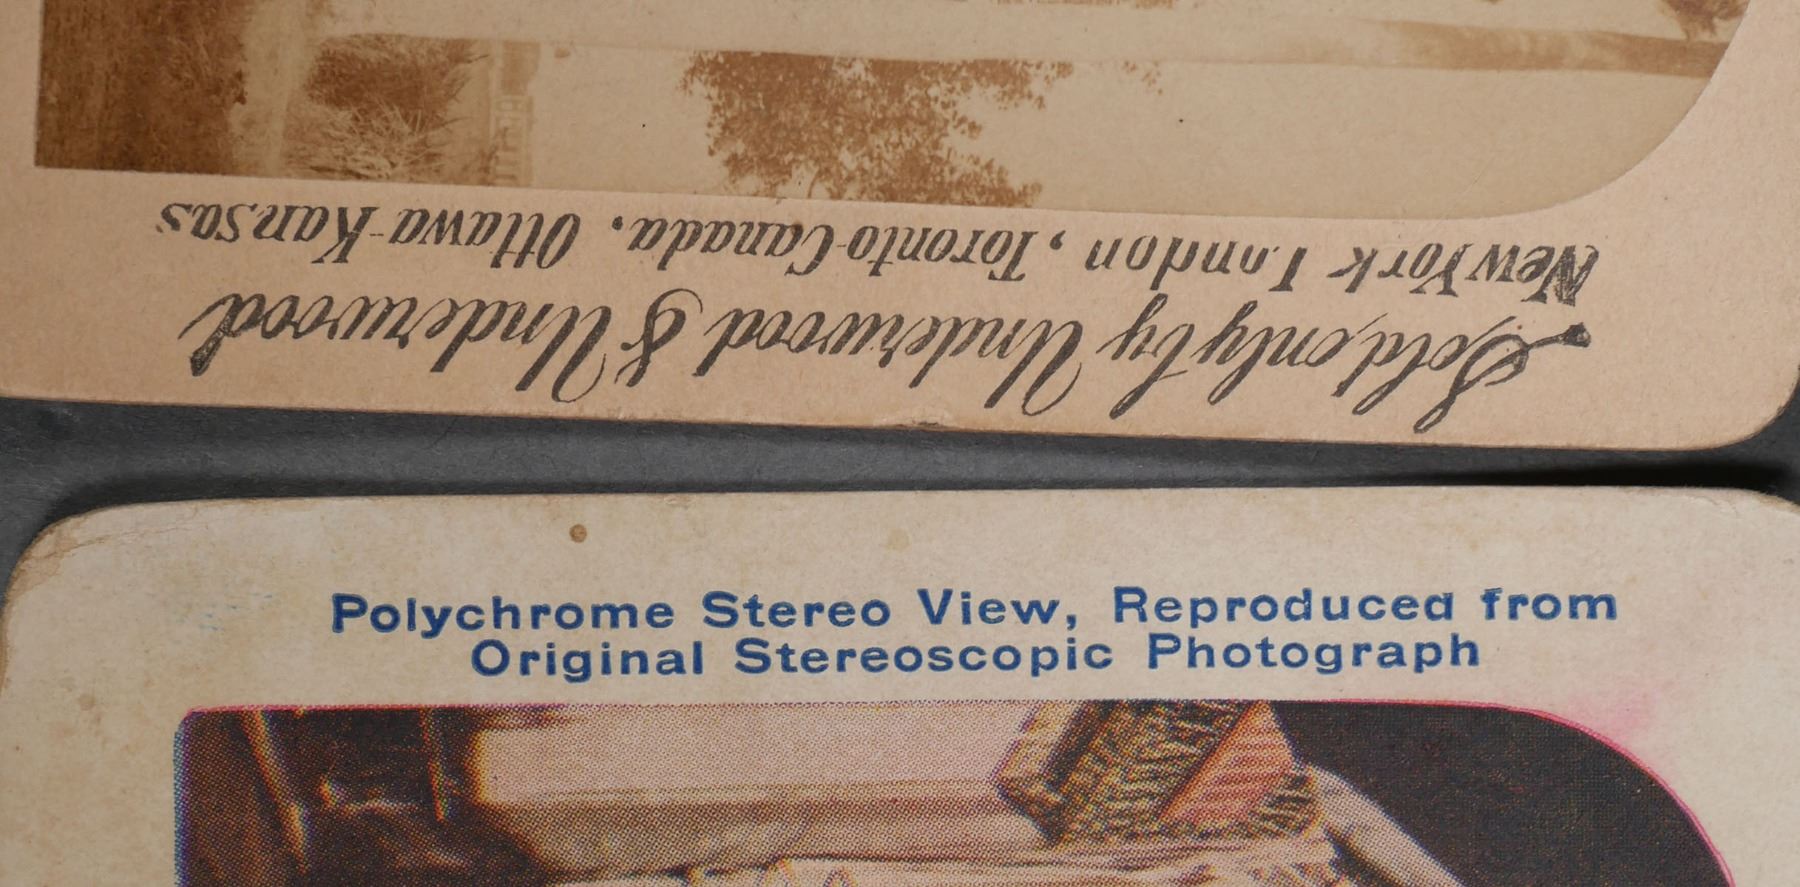 Sold only by Underwood & Underwood
New York London, Toronto-Canada, Ottawa-Kansas
Polychrome Stereo View, Reproduced from
Original Stereoscopic Photograph